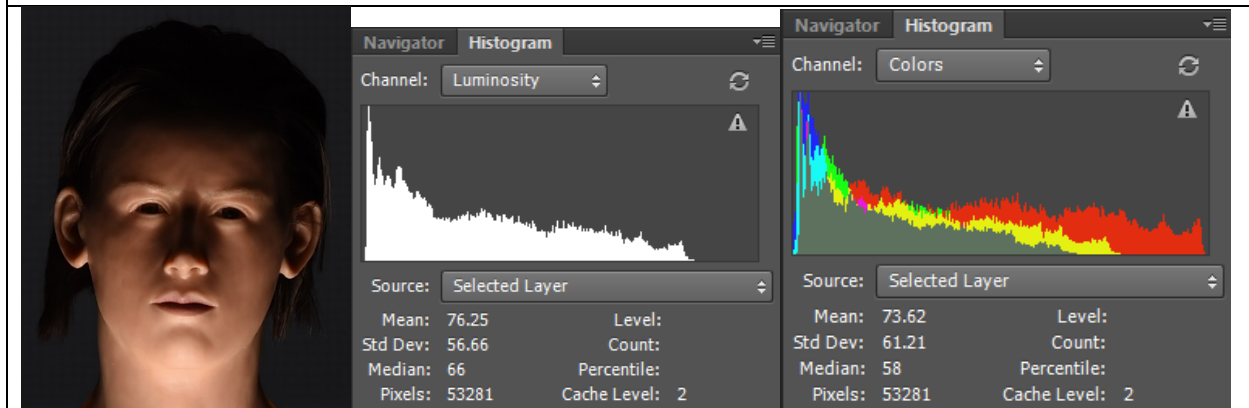 Navigator Histogram
Channel: Luminosity
Source: Selected Layer
Mean: 76.25 Level:
Std Dev: 56.66 Count:
Median: 66 Percentile:
Pixels: 53281 Cache Level: 2
Navigator Histogram
Channel: Colors
Source: Selected Layer
Mean: 73.62 Level:
Std Dev: 61.21 Count:
Median: 58 Percentile:
Pixels: 53281 Cache Level: 2